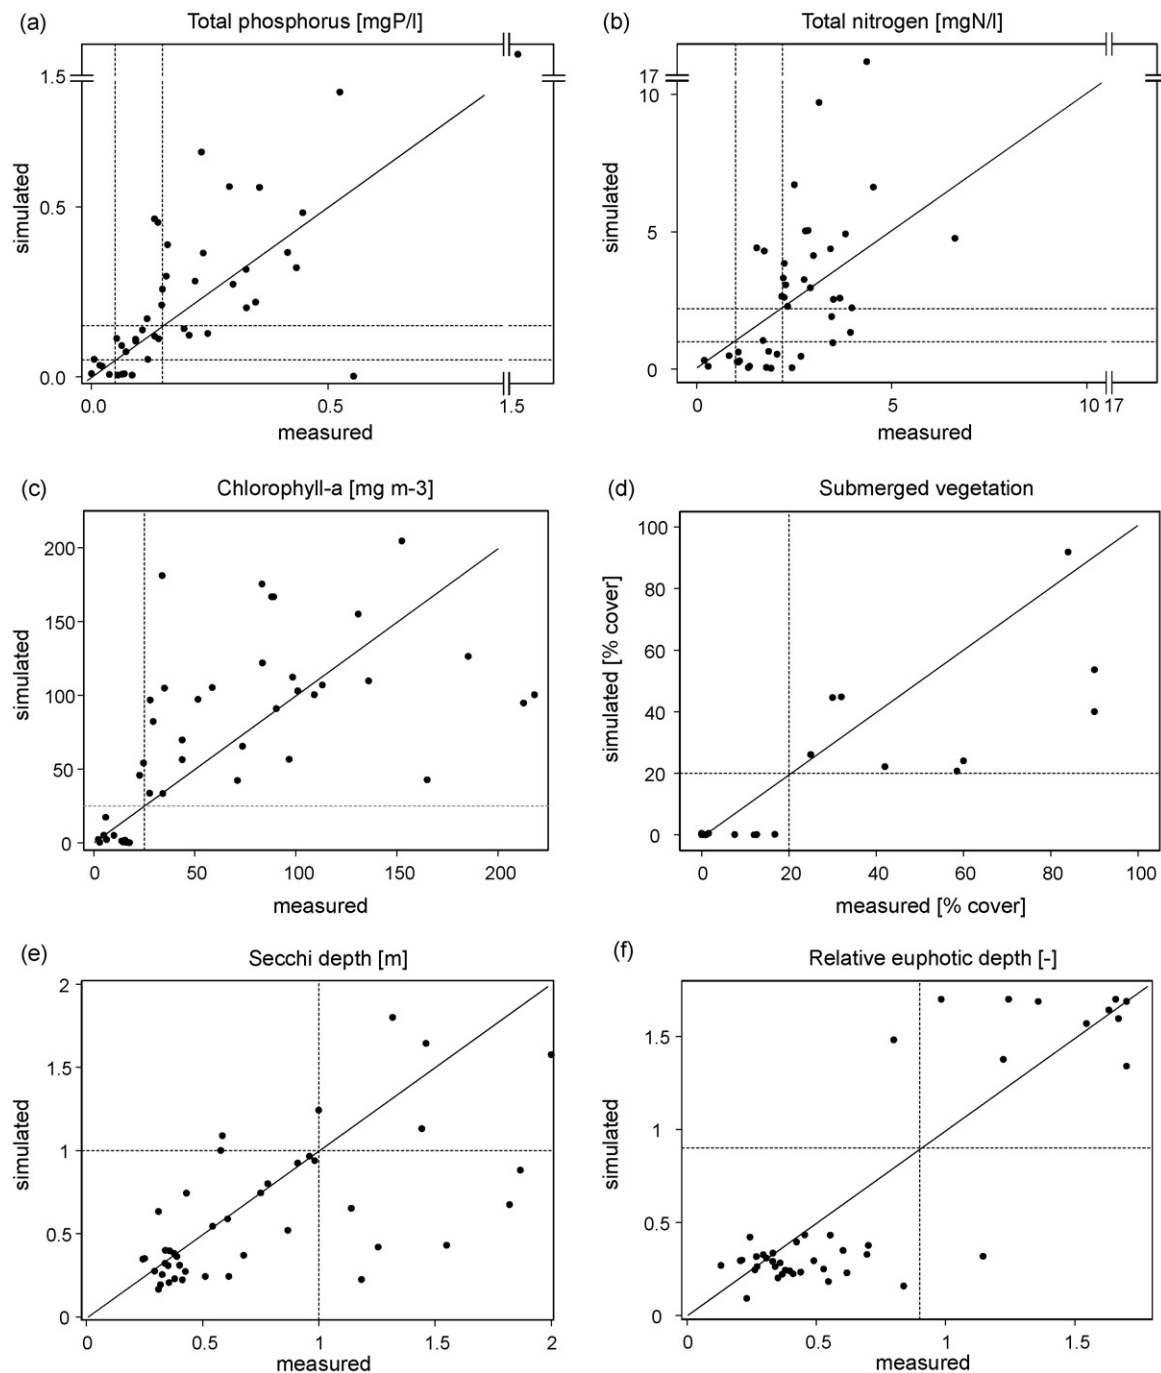 (a) Total phosphorus [mgP/l]
1.5
0.5
0.0
simulated
0.0 0.5 1.5
measured
(b) Total nitrogen [mgN/l]
17
10
5
0
simulated
0 5 10 17
measured
(c) Chlorophyll-a [mg m-3]
200
150
100
50
0
simulated
0 50 100 150 200
measured
(d) Submerged vegetation
100
80
60
40
20
0
simulated [% cover]
0 20 40 60 80 100
measured [% cover]
(e) Secchi depth [m]
2
1.5
1
0.5
0
simulated
0 0.5 1 1.5 2
measured
(f) Relative euphotic depth [-]
1.5
1
0.5
0
simulated
0 0.5 1 1.5
measured